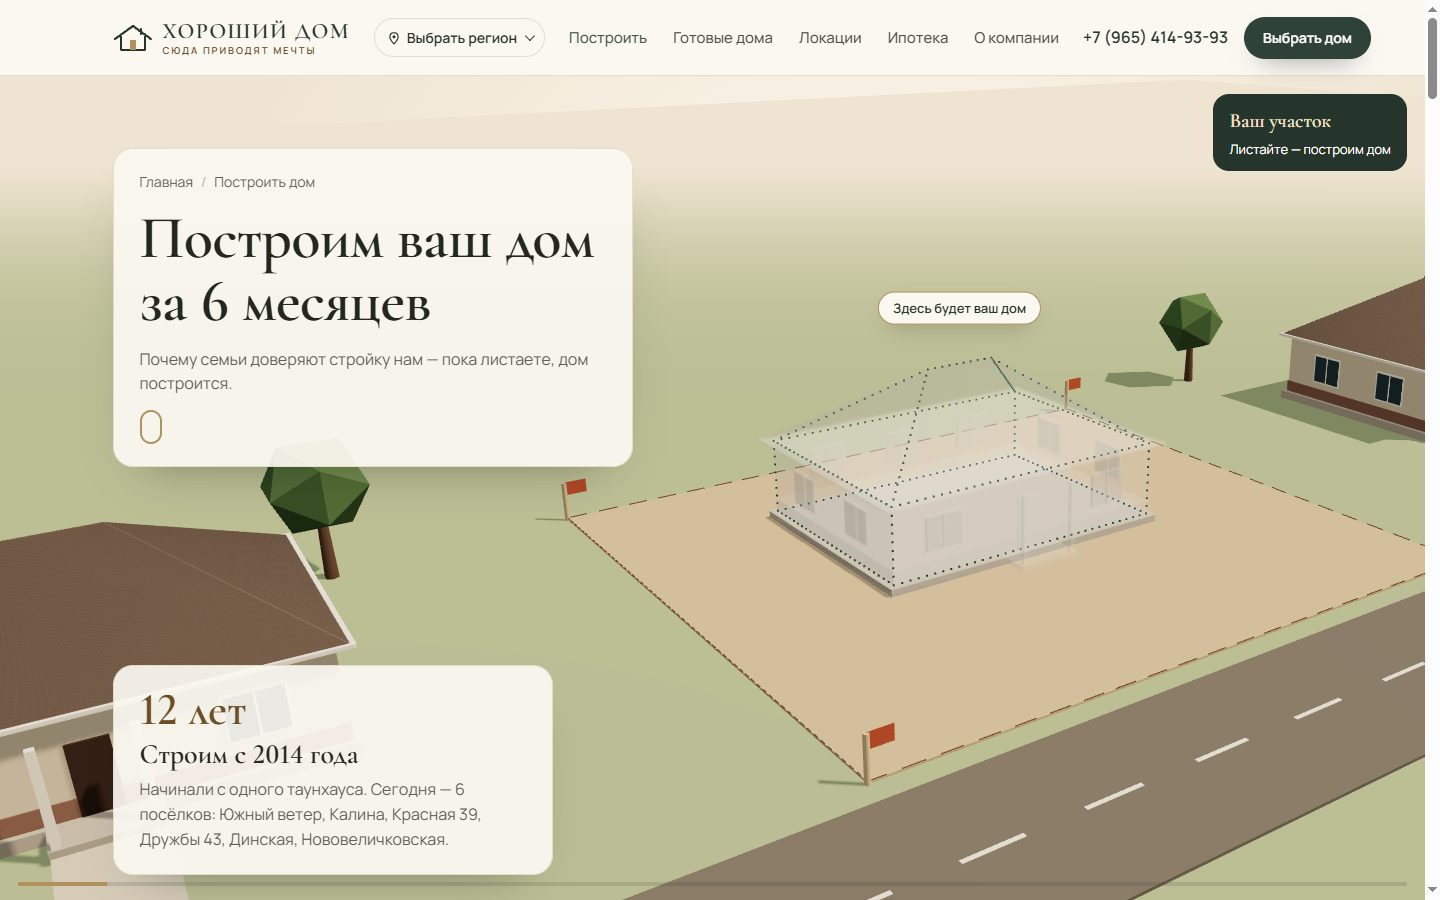 ХОРОШИЙ ДОМ
СЮДА ПРИВОДЯТ МЕЧТЫ
Выбрать регион
Построить
Готовые дома
Локации
Ипотека
О компании
+7 (965) 414-93-93
Выбрать дом
Ваш участок
Листайте — построим дом
Главная / Построить дом
Построим ваш дом
за 6 месяцев
Почему семьи доверяют стройку нам — пока листаете, дом
построится.
Здесь будет ваш дом
12 лет
Строим с 2014 года
Начинали с одного таунхауса. Сегодня — 6
посёлков: Южный ветер, Калина, Красная 39,
Дружбы 43, Динская, Нововеличковская.